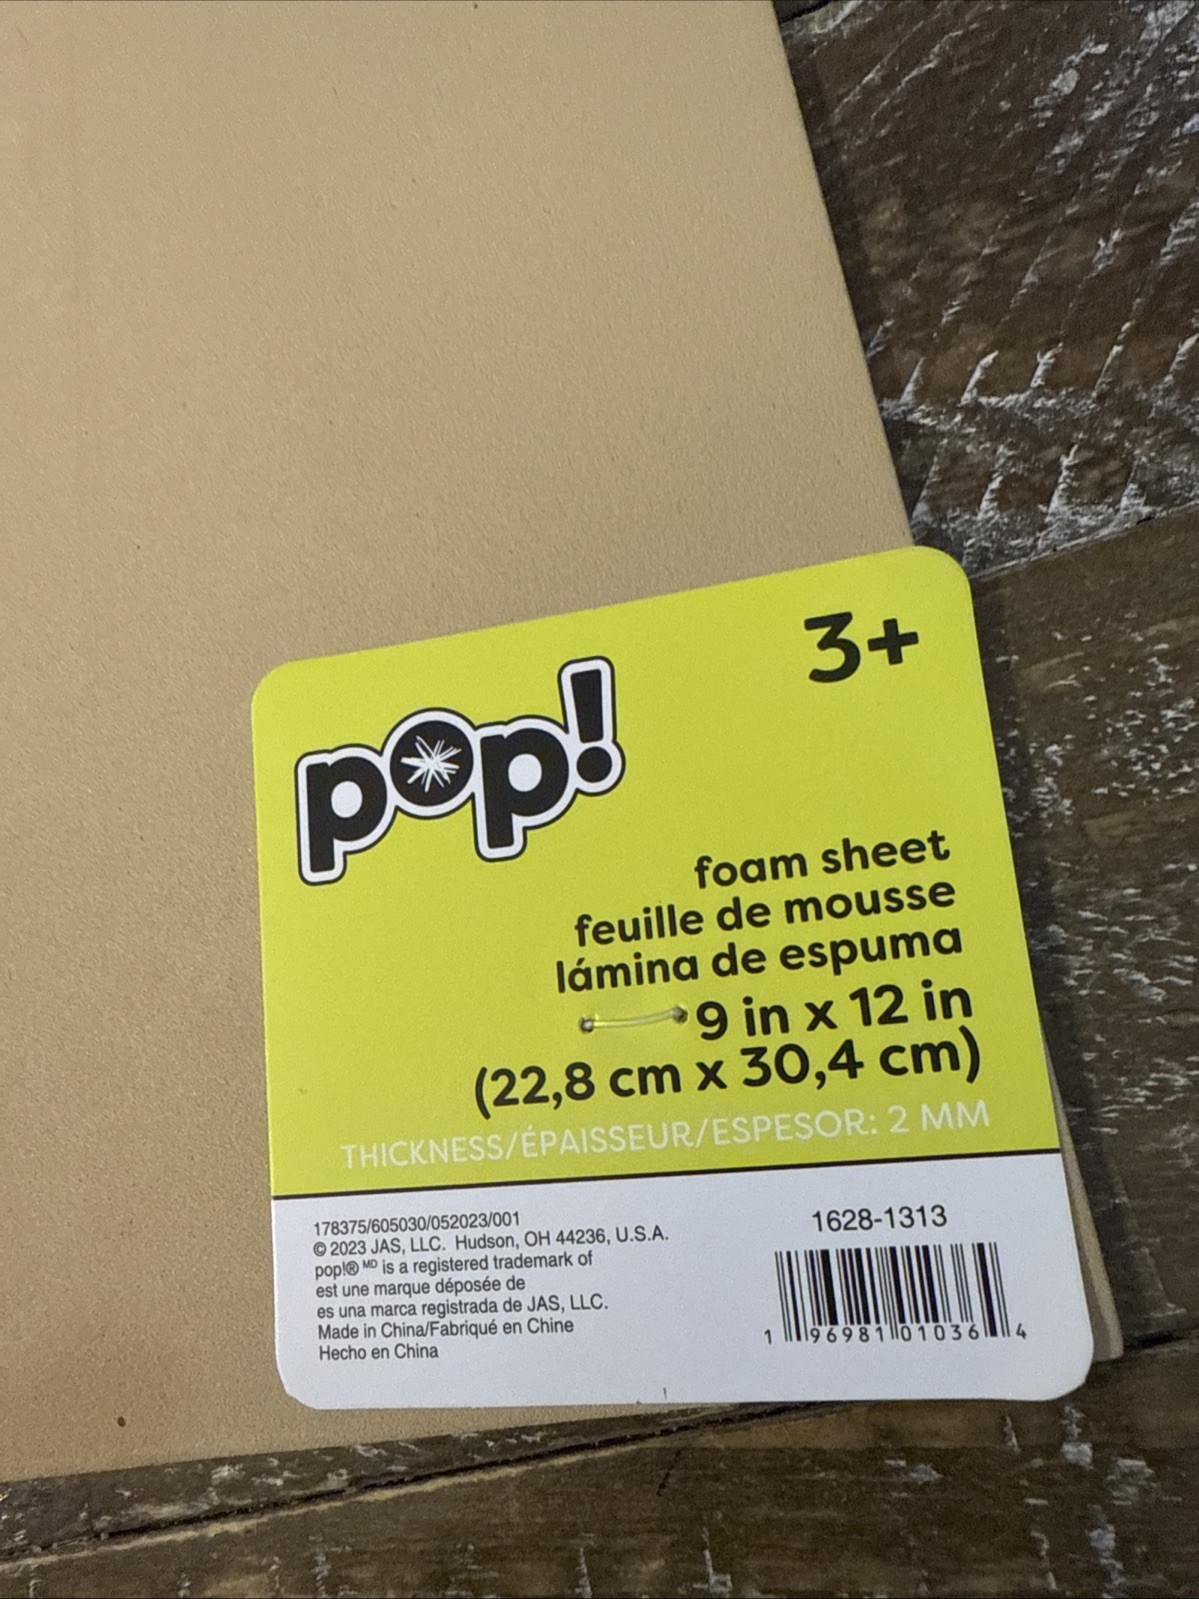 3+
pop!
foam sheet
feuille de mousse
lámina de espuma
9 in x 12 in
(22,8 cm x 30,4 cm)
THICKNESS/ÉPAISSEUR/ESPESOR: 2 MM
178375/605030/052023/001
© 2023 JAS, LLC. Hudson, OH 44236, U.S.A.
pop!® MD is a registered trademark of
est une marque déposée de
es una marca registrada de JAS, LLC.
Made in China/Fabriqué en Chine
Hecho en China
1628-1313
1 96981 01036 4